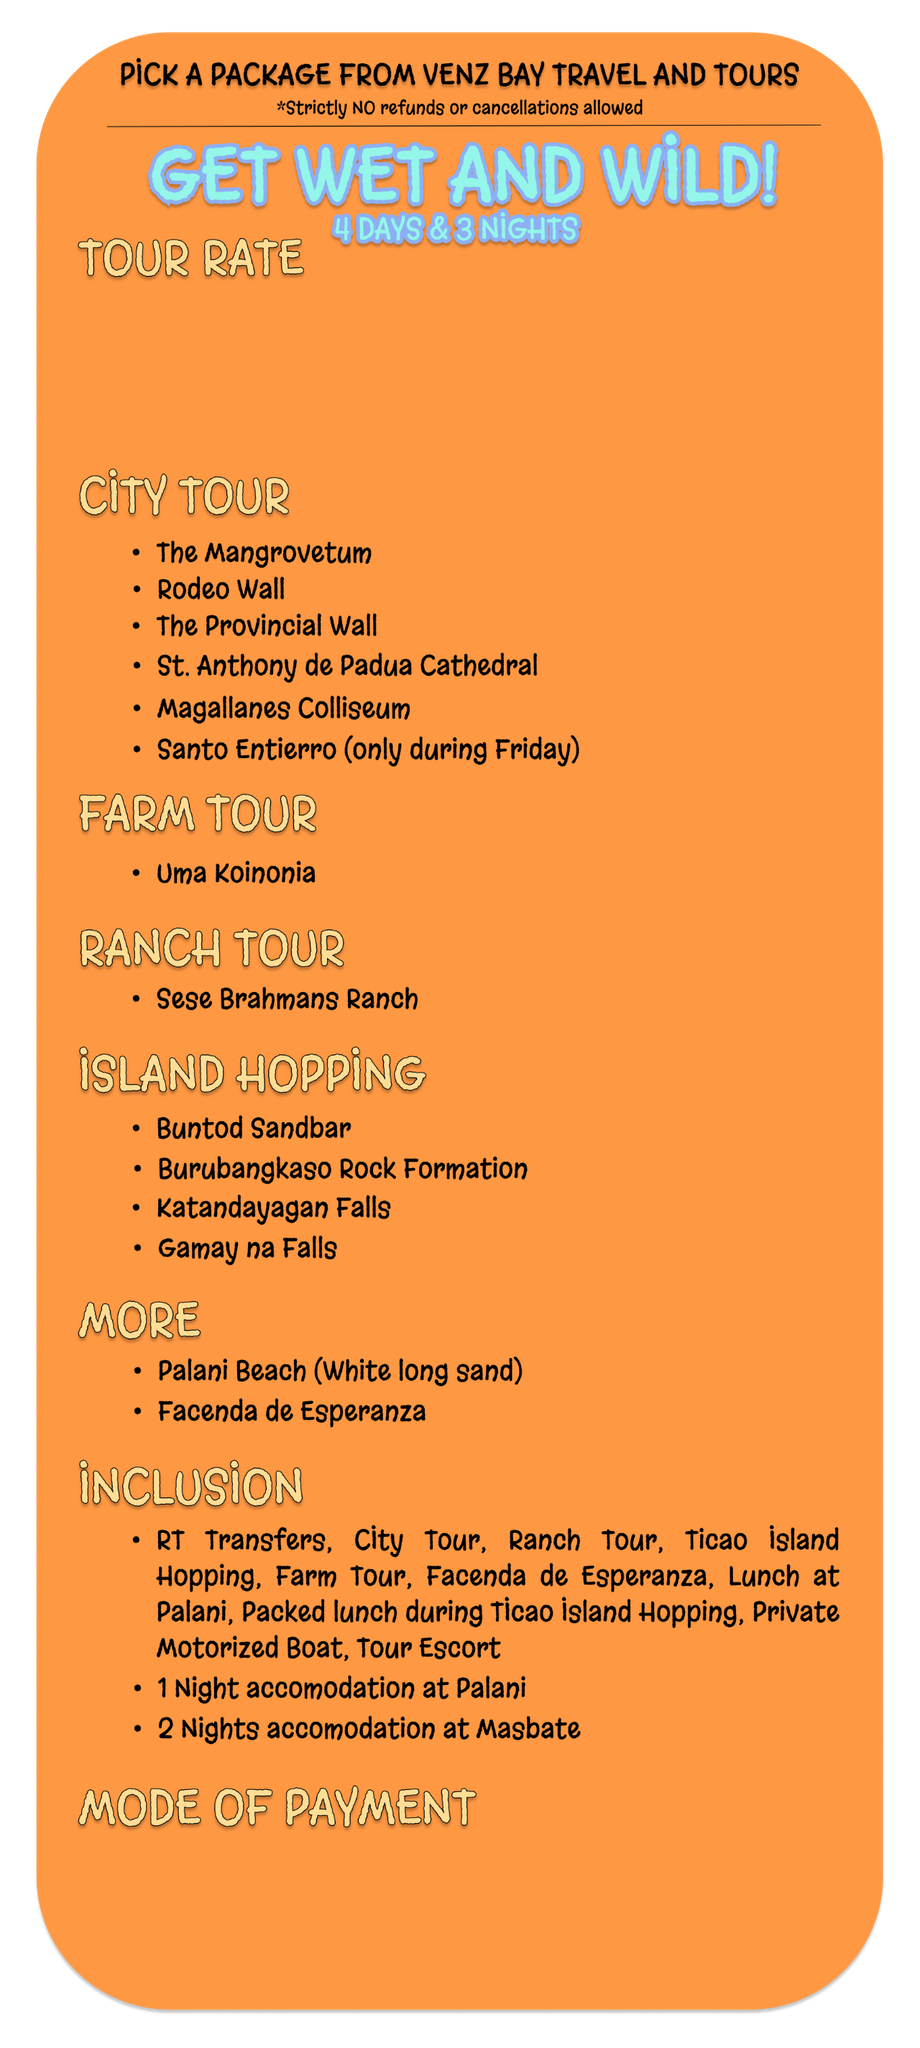 PICK A PACKAGE FROM VENZ BAY TRAVEL AND TOURS
*Strictly NO refunds or cancellations allowed
GET WET AND WILD!
4 DAYS & 3 NIGHTS
TOUR RATE
CITY TOUR
• The Mangrovetum
• Rodeo Wall
• The Provincial Wall
• St. Anthony de Padua Cathedral
• Magallanes Colliseum
• Santo Entierro (only during Friday)
FARM TOUR
• Uma Koinonia
RANCH TOUR
• Sese Brahmans Ranch
ISLAND HOPPING
• Buntod Sandbar
• Burubangkaso Rock Formation
• Katandayagan Falls
• Gamay na Falls
MORE
• Palani Beach (White long sand)
• Facenda de Esperanza
INCLUSION
• RT Transfers, City Tour, Ranch Tour, Ticao Island
Hopping, Farm Tour, Facenda de Esperanza, Lunch at
Palani, Packed lunch during Ticao Island Hopping, Private
Motorized Boat, Tour Escort
• 1 Night accomodation at Palani
• 2 Nights accomodation at Masbate
MODE OF PAYMENT